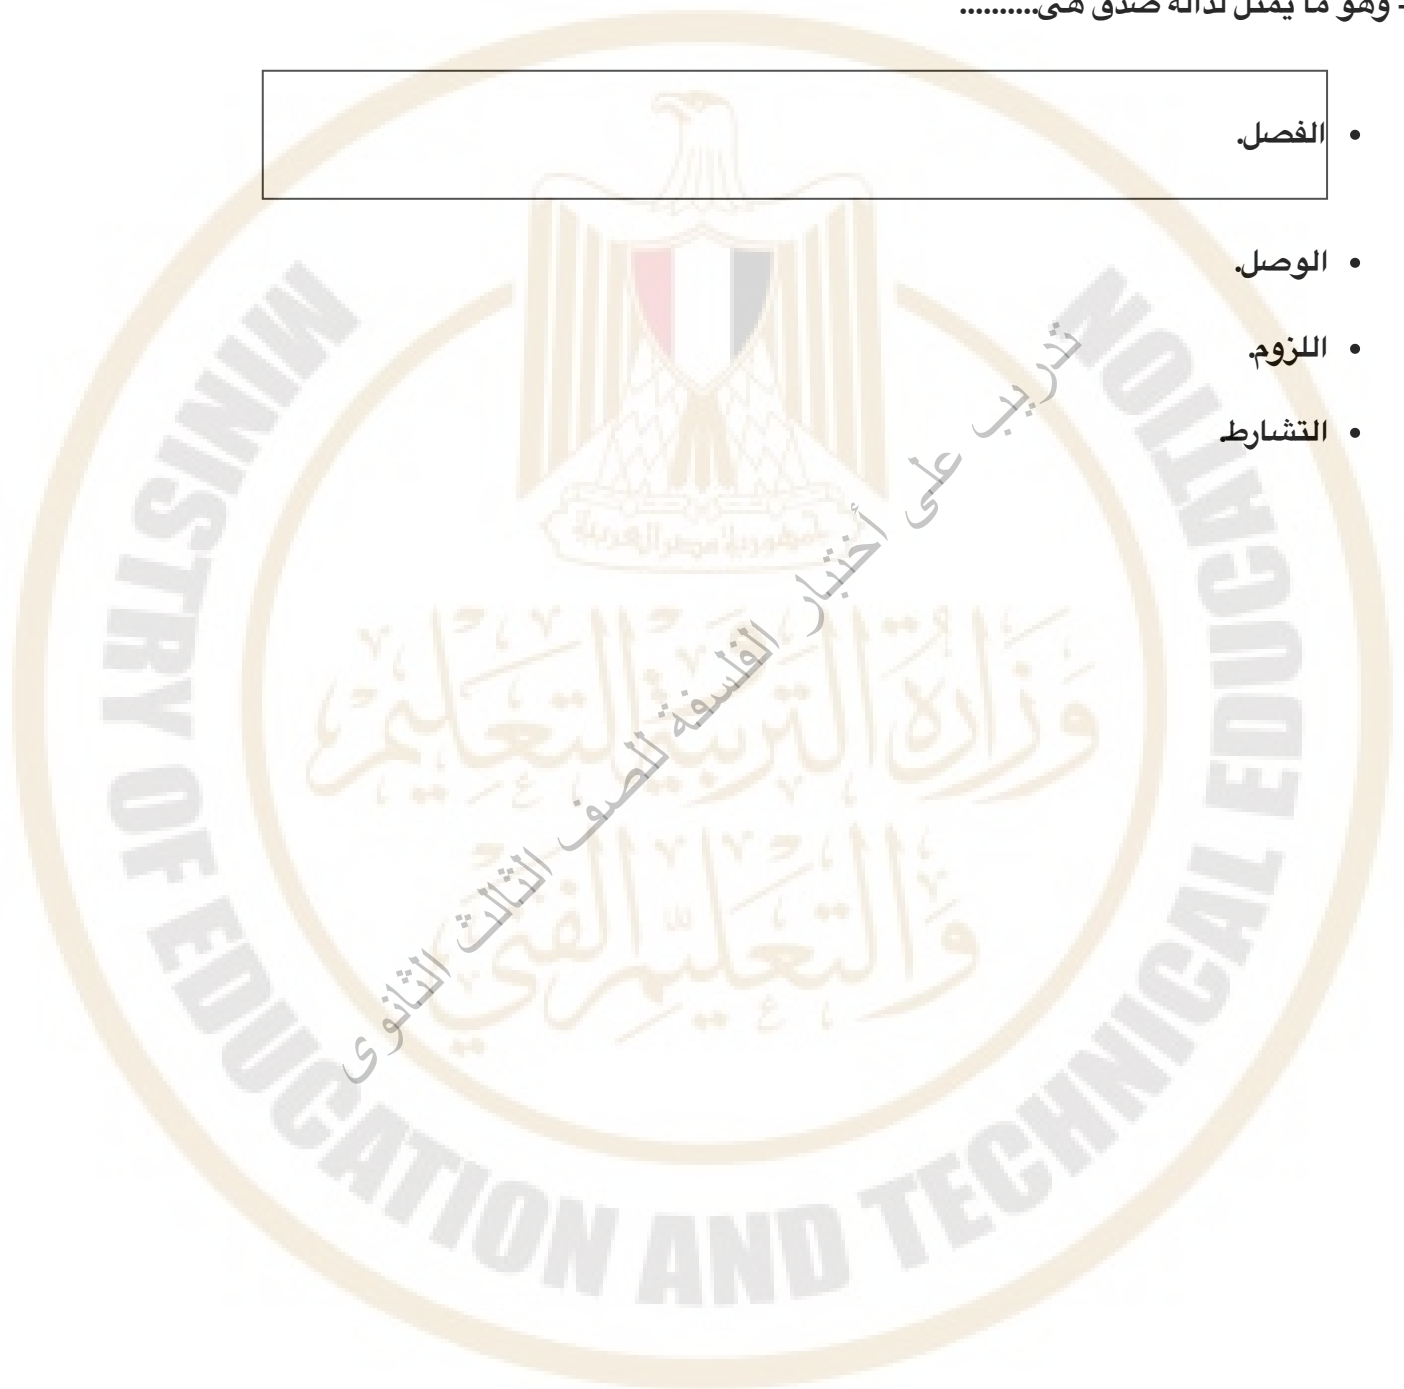 - وهو ما يمثل لدالة صدق هى..........
• الفصل.
• الوصل.
• اللزوم.
• التشارط.
تدريب على أختبار الفلسفة للصف الثالث الثانوى
جمهورية مصر العربية
وزارة التربية والتعليم
والتعليم الفني
MINISTRY OF EDUCATION AND TECHNICAL EDUCATION